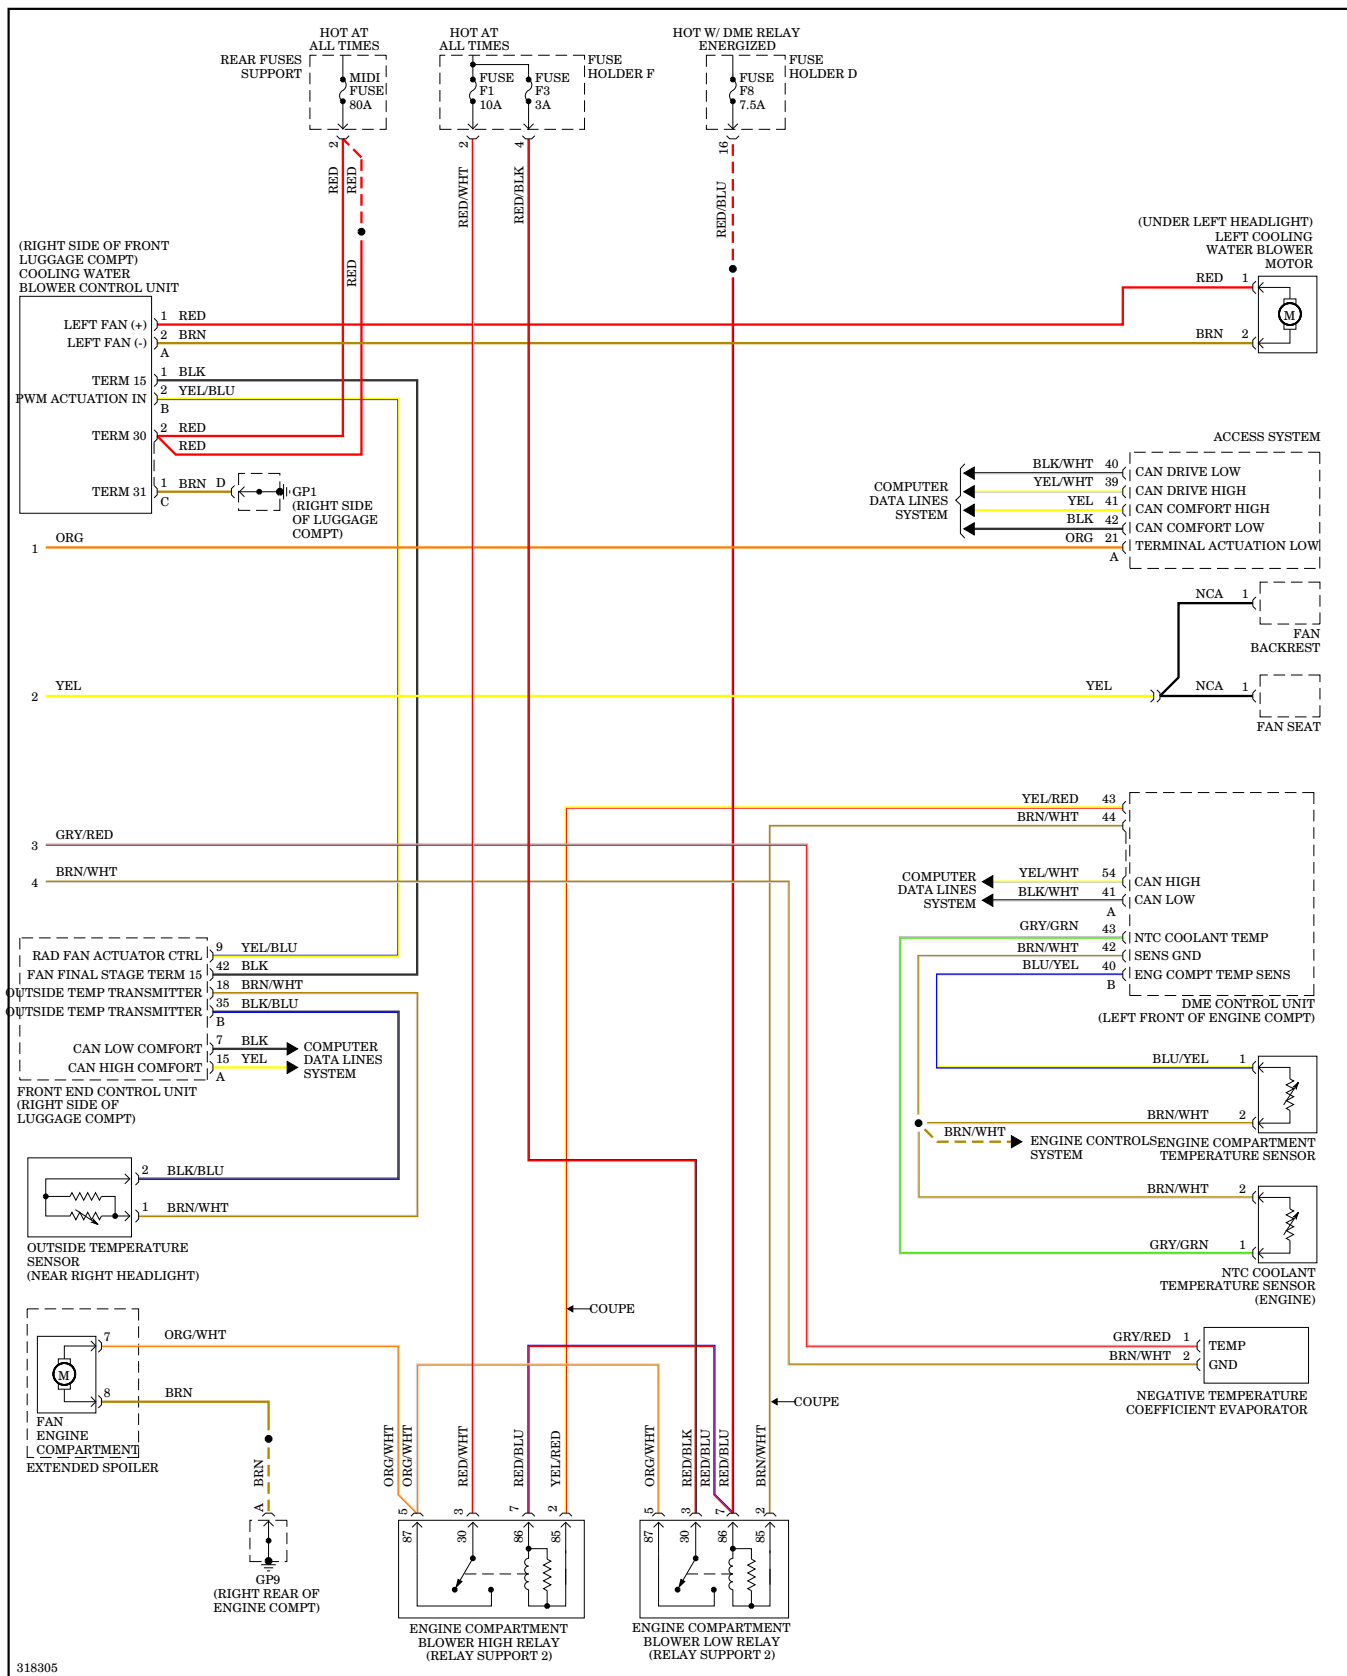 HOT AT
ALL TIMES
HOT AT
ALL TIMES
HOT W/ DME RELAY
ENERGIZED
REAR FUSES
SUPPORT
MIDI
FUSE
80A
FUSE
F1
10A
FUSE
F3
3A
FUSE
HOLDER F
FUSE
F8
7.5A
FUSE
HOLDER D
2
2
4
16
RED
RED
RED/WHT
RED/BLK
RED/BLU
RED
(RIGHT SIDE OF FRONT
LUGGAGE COMPT)
COOLING WATER
BLOWER CONTROL UNIT
(UNDER LEFT HEADLIGHT)
LEFT COOLING
WATER BLOWER
MOTOR
RED 1
M
BRN 2
LEFT FAN (+) 1 RED
LEFT FAN (-) 2 BRN
A
TERM 15 1 BLK
PWM ACTUATION IN 2 YEL/BLU
B
TERM 30 2 RED
RED
TERM 31 1 BRN D
C
GP1
(RIGHT SIDE
OF LUGGAGE
COMPT)
ACCESS SYSTEM
COMPUTER
DATA LINES
SYSTEM
BLK/WHT 40 CAN DRIVE LOW
YEL/WHT 39 CAN DRIVE HIGH
YEL 41 CAN COMFORT HIGH
BLK 42 CAN COMFORT LOW
ORG 21 TERMINAL ACTUATION LOW
A
1 ORG
NCA 1
FAN
BACKREST
2 YEL
YEL
NCA 1
FAN SEAT
YEL/RED 43
BRN/WHT 44
3 GRY/RED
4 BRN/WHT
COMPUTER
DATA LINES
SYSTEM
YEL/WHT 54 CAN HIGH
BLK/WHT 41 CAN LOW
A
GRY/GRN 43 NTC COOLANT TEMP
BRN/WHT 42 SENS GND
BLU/YEL 40 ENG COMPT TEMP SENS
B
DME CONTROL UNIT
(LEFT FRONT OF ENGINE COMPT)
RAD FAN ACTUATOR CTRL 9 YEL/BLU
FAN FINAL STAGE TERM 15 42 BLK
OUTSIDE TEMP TRANSMITTER 18 BRN/WHT
OUTSIDE TEMP TRANSMITTER 35 BLK/BLU
B
CAN LOW COMFORT 7 BLK
CAN HIGH COMFORT 15 YEL
A
COMPUTER
DATA LINES
SYSTEM
FRONT END CONTROL UNIT
(RIGHT SIDE OF
LUGGAGE COMPT)
BLU/YEL 1
BRN/WHT 2
BRN/WHT
ENGINE CONTROLS
SYSTEM
ENGINE COMPARTMENT
TEMPERATURE SENSOR
2 BLK/BLU
1 BRN/WHT
OUTSIDE TEMPERATURE
SENSOR
(NEAR RIGHT HEADLIGHT)
BRN/WHT 2
GRY/GRN 1
NTC COOLANT
TEMPERATURE SENSOR
(ENGINE)
COUPE
7 ORG/WHT
M
8 BRN
FAN
ENGINE
COMPARTMENT
EXTENDED SPOILER
GRY/RED 1 TEMP
BRN/WHT 2 GND
NEGATIVE TEMPERATURE
COEFFICIENT EVAPORATOR
COUPE
BRN
A
GP9
(RIGHT REAR OF
ENGINE COMPT)
ORG/WHT
ORG/WHT
RED/WHT
RED/BLU
YEL/RED
ORG/WHT
RED/BLK
RED/BLU
RED/BLU
BRN/WHT
5
3
7
2
5
3
7
2
87
30
86
85
87
30
86
85
ENGINE COMPARTMENT
BLOWER HIGH RELAY
(RELAY SUPPORT 2)
ENGINE COMPARTMENT
BLOWER LOW RELAY
(RELAY SUPPORT 2)
318305